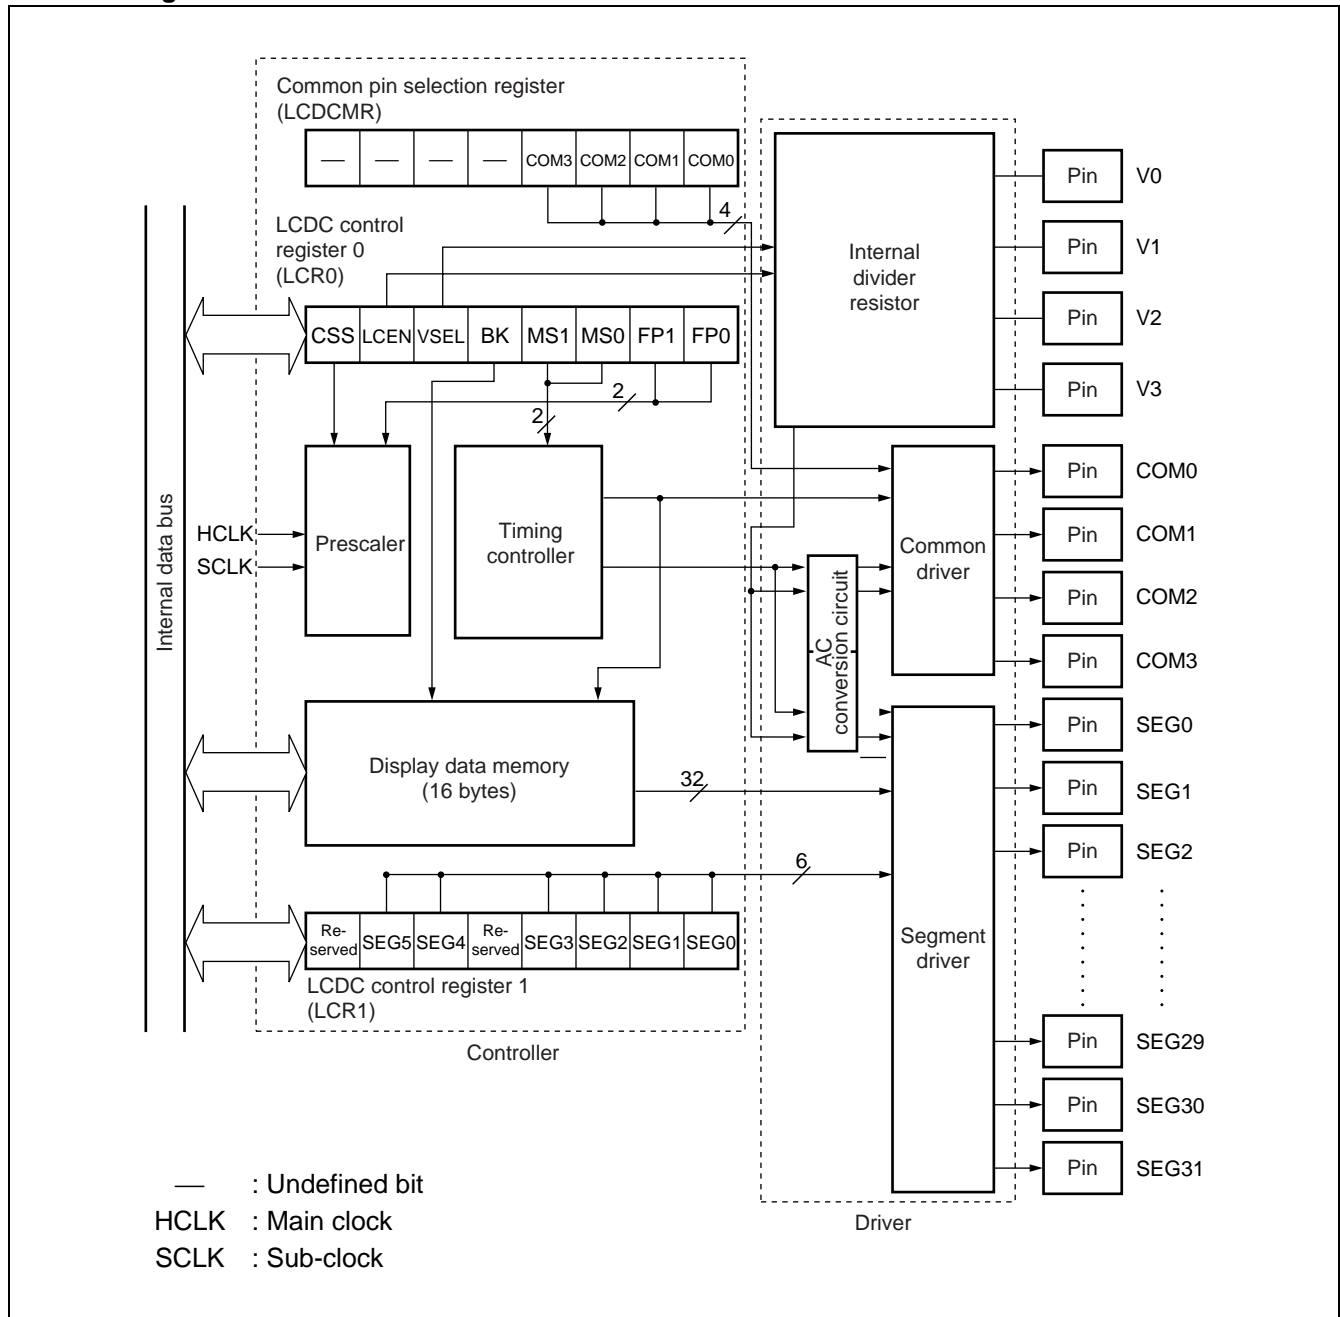 Common pin selection register
(LCDCMR)
— — — — COM3 COM2 COM1 COM0
4
LCDC control
register 0
(LCR0)
CSS LCEN VSEL BK MS1 MS0 FP1 FP0
2
2
Internal data bus
HCLK
SCLK
Prescaler
Timing
controller
Display data memory
(16 bytes)
32
6
Re-
served SEG5 SEG4 Re-
served SEG3 SEG2 SEG1 SEG0
LCDC control register 1
(LCR1)
Controller
Internal
divider
resistor
AC
conversion circuit
Common
driver
Segment
driver
Driver
Pin V0
Pin V1
Pin V2
Pin V3
Pin COM0
Pin COM1
Pin COM2
Pin COM3
Pin SEG0
Pin SEG1
Pin SEG2
Pin SEG29
Pin SEG30
Pin SEG31
— : Undefined bit
HCLK : Main clock
SCLK : Sub-clock